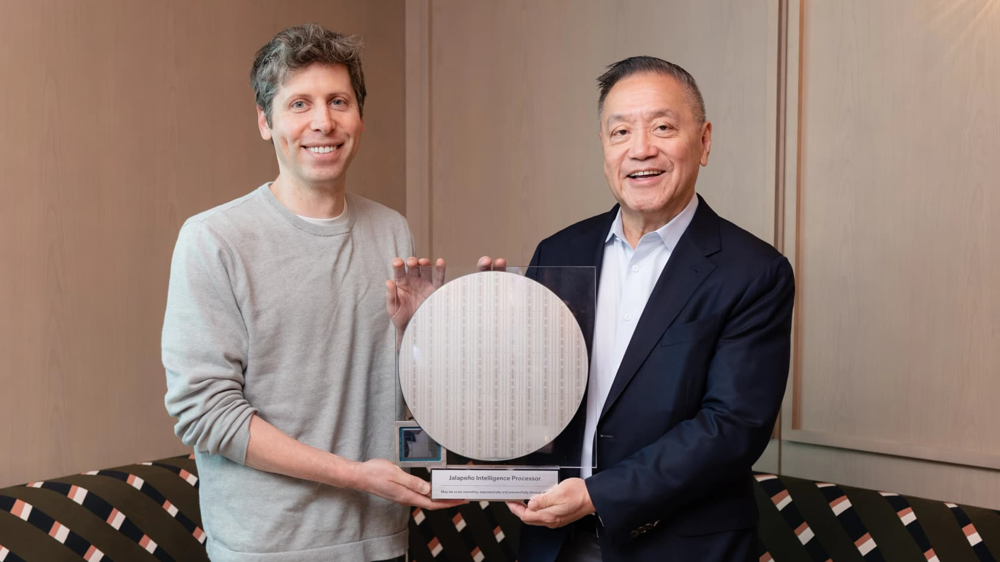 Jalapeño Intelligence Processor
May we scale smoothly, exponentially and uneventfully through